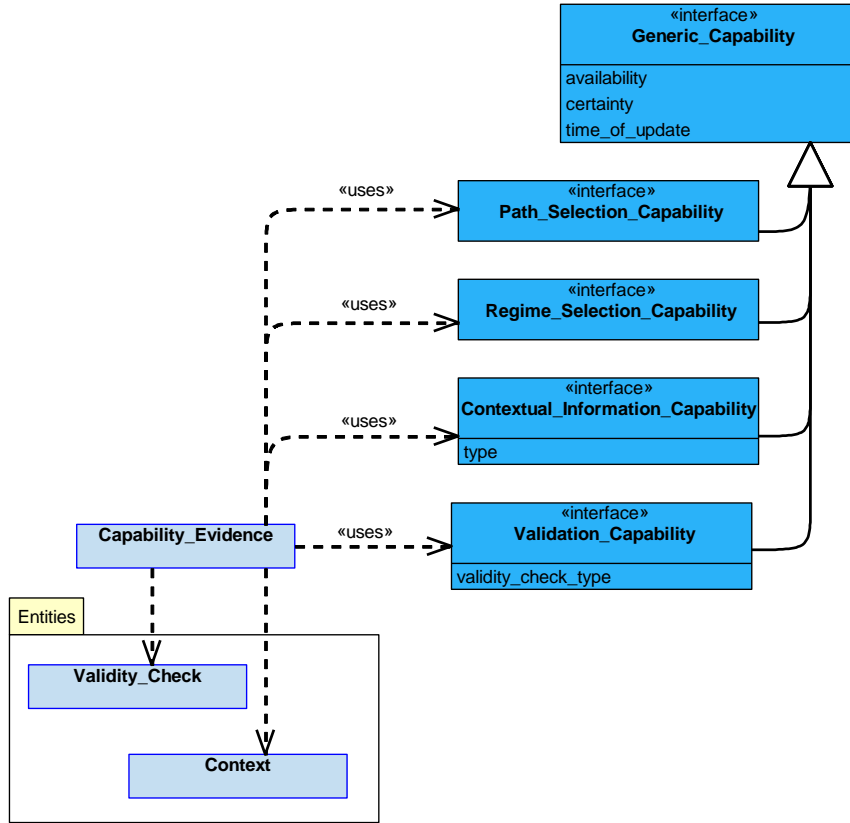 «interface»
Generic_Capability
availability
certainty
time_of_update
«uses»
«interface»
Path_Selection_Capability
«uses»
«interface»
Regime_Selection_Capability
«uses»
«interface»
Contextual_Information_Capability
type
Capability_Evidence
«uses»
«interface»
Validation_Capability
validity_check_type
Entities
Validity_Check
Context